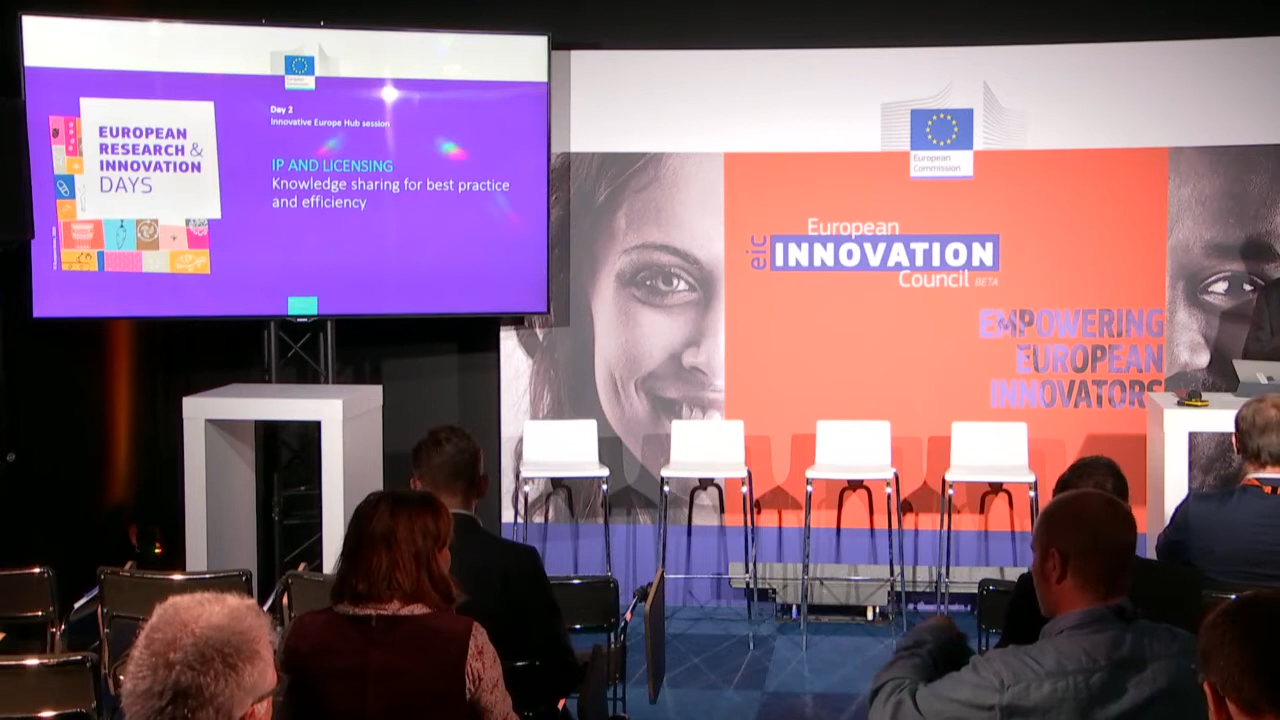 European
Commission
Day 2
Innovative Europe Hub session
EUROPEAN
RESEARCH &
INNOVATION
DAYS
IP AND LICENSING
Knowledge sharing for best practice
and efficiency
European
Commission
European
eic INNOVATION
Council BETA
EMPOWERING
EUROPEAN
INNOVATORS